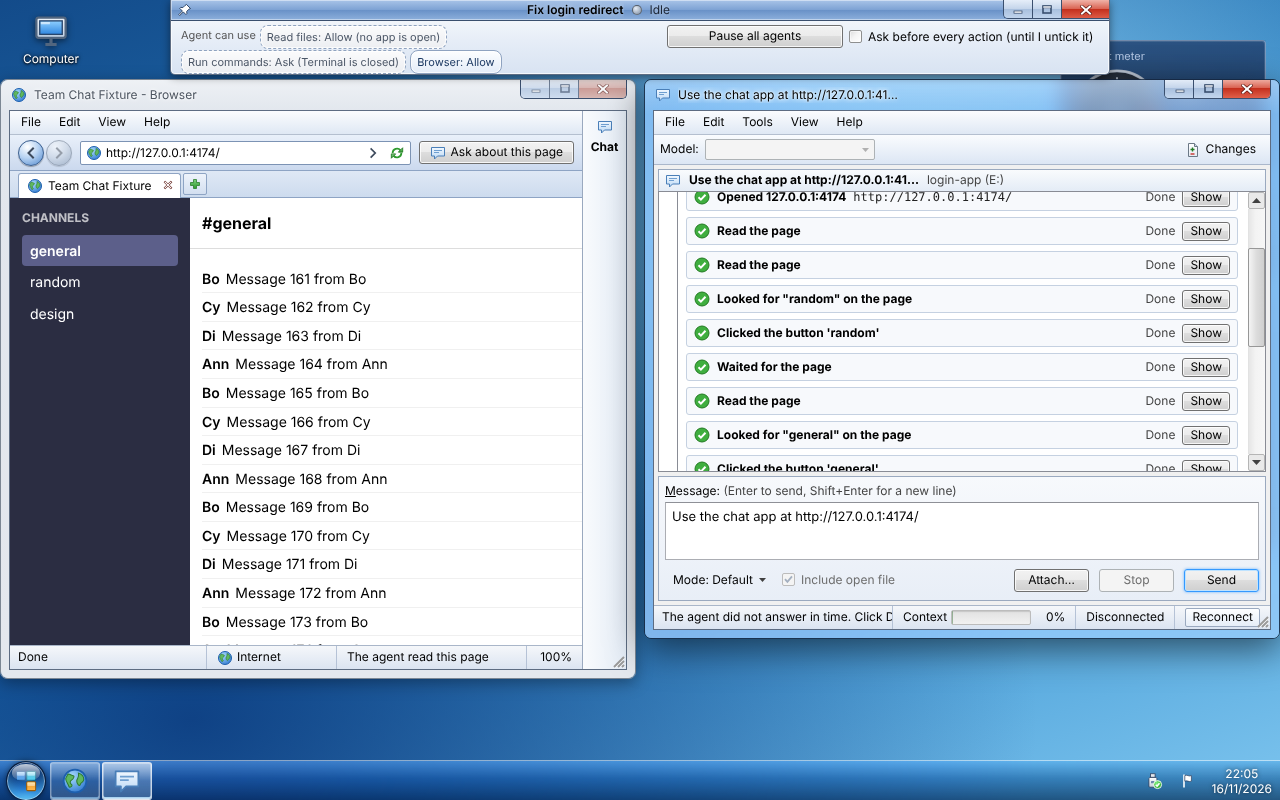 Computer
Fix login redirect
Idle
Agent can use
Read files: Allow (no app is open)
Run commands: Ask (Terminal is closed)
Browser: Allow
Pause all agents
Ask before every action (until I untick it)
meter
Team Chat Fixture - Browser
File Edit View Help
http://127.0.0.1:4174/
Ask about this page
Team Chat Fixture
Chat
CHANNELS
general
random
design
#general
Bo Message 161 from Bo
Cy Message 162 from Cy
Di Message 163 from Di
Ann Message 164 from Ann
Bo Message 165 from Bo
Cy Message 166 from Cy
Di Message 167 from Di
Ann Message 168 from Ann
Bo Message 169 from Bo
Cy Message 170 from Cy
Di Message 171 from Di
Ann Message 172 from Ann
Bo Message 173 from Bo
Done
Internet
The agent read this page
100%
Use the chat app at http://127.0.0.1:41...
File Edit Tools View Help
Model:
Changes
Use the chat app at http://127.0.0.1:41... login-app (E:)
Opened 127.0.0.1:4174 http://127.0.0.1:4174/ Done Show
Read the page Done Show
Read the page Done Show
Looked for "random" on the page Done Show
Clicked the button 'random' Done Show
Waited for the page Done Show
Read the page Done Show
Looked for "general" on the page Done Show
Clicked the button 'general' Done Show
Message: (Enter to send, Shift+Enter for a new line)
Use the chat app at http://127.0.0.1:4174/
Mode: Default
Include open file
Attach...
Stop
Send
The agent did not answer in time. Click
Context
0%
Disconnected
Reconnect
22:05
16/11/2026